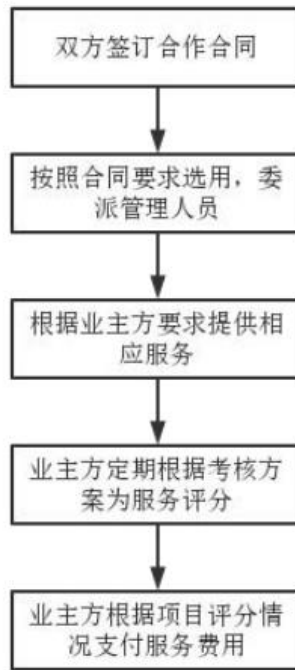 双方签订合作合同
按照合同要求选用，委
派管理人员
根据业主方要求提供相
应服务
业主方定期根据考核方
案为服务评分
业主方根据项目评分情
况支付服务费用